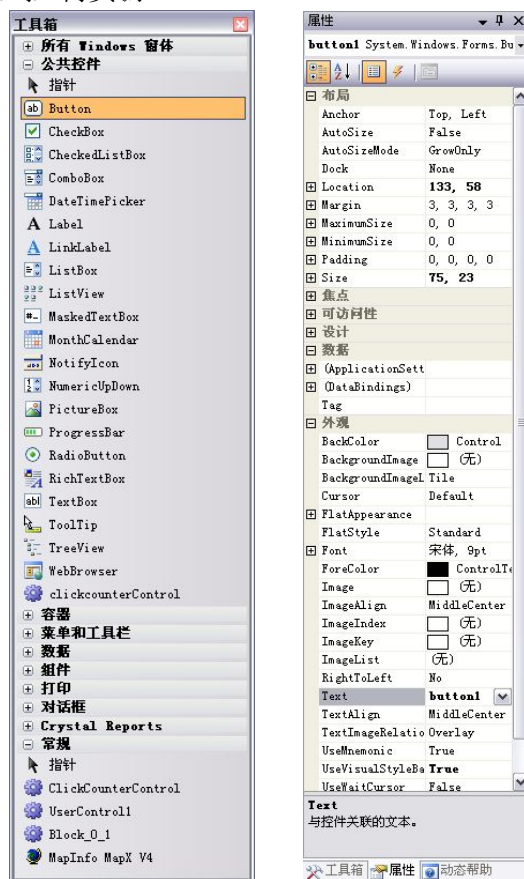 工具箱
所有 Windows 窗体
公共控件
指针
Button
CheckBox
CheckedListBox
ComboBox
DateTimePicker
Label
LinkLabel
ListBox
ListView
MaskedTextBox
MonthCalendar
NotifyIcon
NumericUpDown
PictureBox
ProgressBar
RadioButton
RichTextBox
TextBox
ToolTip
TreeView
WebBrowser
clickcounterControl
容器
菜单和工具栏
数据
组件
打印
对话框
Crystal Reports
常规
指针
ClickCounterControl
UserControl1
Block_0_1
MapInfo MapX V4
属性
button1 System.Windows.Forms.Bu
布局
Anchor Top, Left
AutoSize False
AutoSizeMode GrowOnly
Dock None
Location 133, 58
Margin 3, 3, 3, 3
MaximumSize 0, 0
MinimumSize 0, 0
Padding 0, 0, 0, 0
Size 75, 23
焦点
可访问性
设计
数据
(ApplicationSett
(DataBindings)
Tag
外观
BackColor Control
BackgroundImage (无)
BackgroundImageL Tile
Cursor Default
FlatAppearance
FlatStyle Standard
Font 宋体, 9pt
ForeColor ControlTe
Image (无)
ImageAlign MiddleCenter
ImageIndex (无)
ImageKey (无)
ImageList (无)
RightToLeft No
Text button1
TextAlign MiddleCenter
TextImageRelatio Overlay
UseMnemonic True
UseVisualStyleBa True
UseWaitCursor False
Text
与控件关联的文本。
工具箱 属性 动态帮助